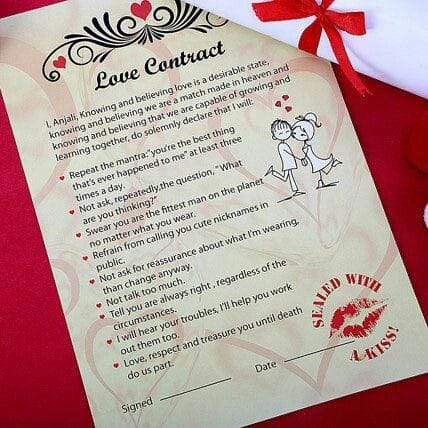 Love Contract
I, Anjali, Knowing and believing love is a desirable state,
knowing and believing we are a match made in heaven and
knowing and believing that we are capable of growing and
learning together, do solemnly declare that I will:
Repeat the mantra:"you're the best thing
that's ever happened to me" at least three
times a day.
Not ask, repeatedly,the question, "What
are you thinking?"
Swear you are the fittest man on the planet
no matter what you wear.
Refrain from calling you cute nicknames in
public.
Not ask for reassurance about what I'm wearing,
than change anyway.
Not talk too much.
Tell you are always right , regardless of the
circumstances.
I will hear your troubles, I'll help you work
out them too.
Love, respect and treasure you until death
do us part.
SEALED WITH
A KISS!
Signed
Date